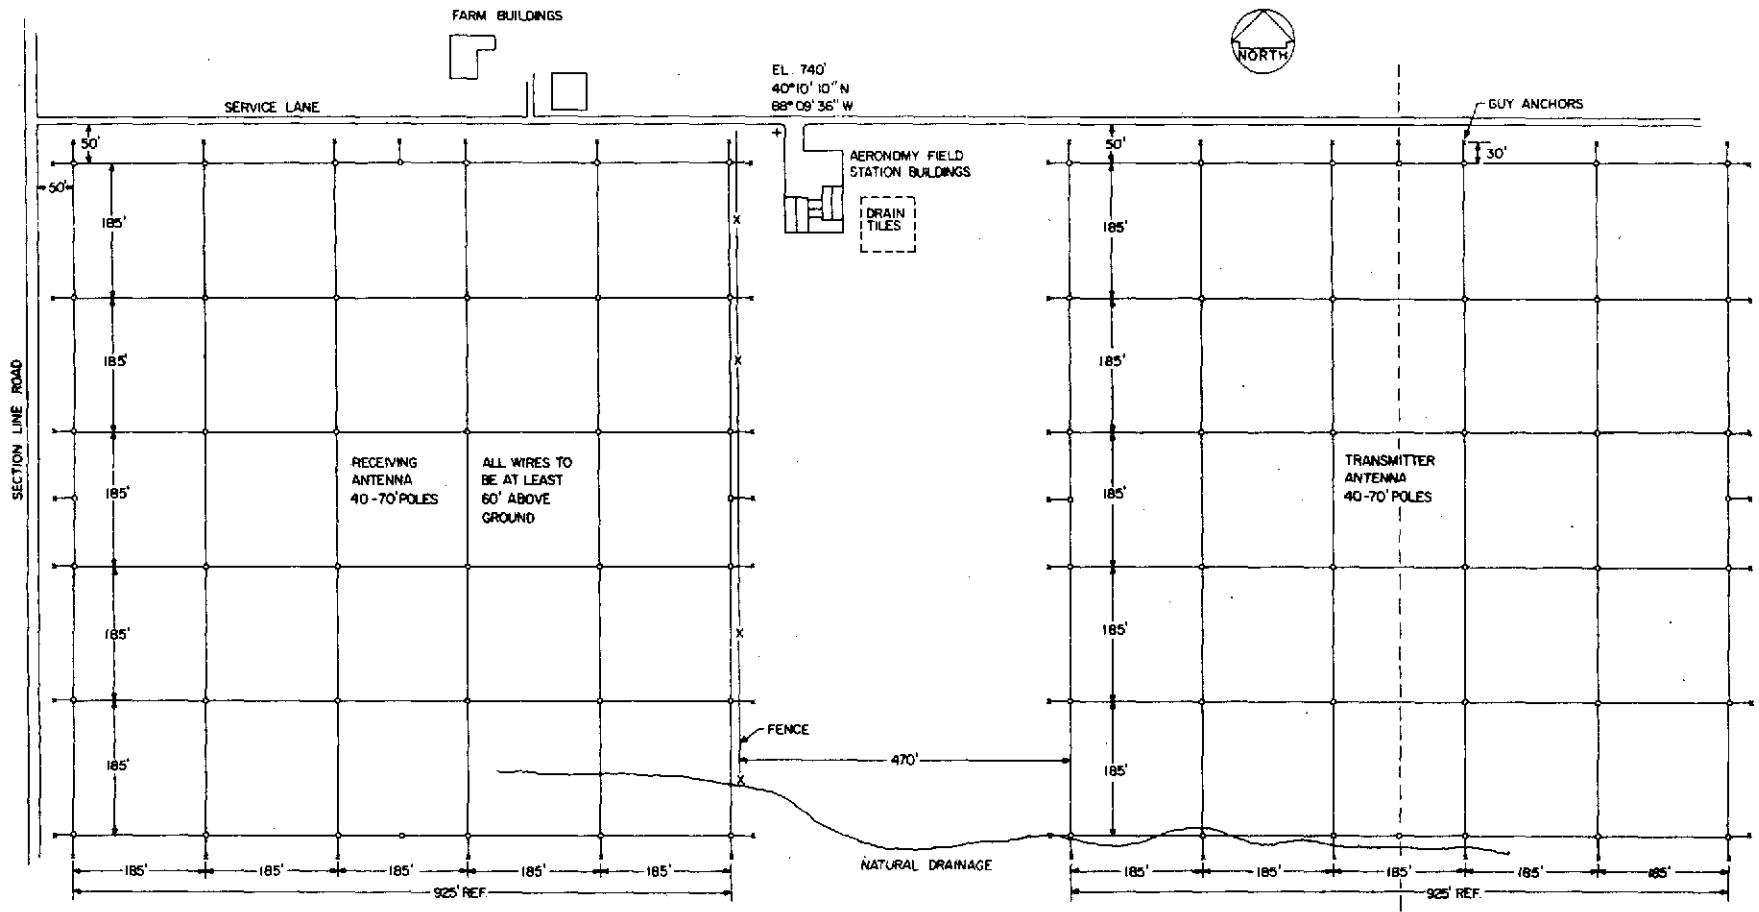 FARM BUILDINGS
NORTH
EL. 740'
40°10' 10" N
88° 09' 36" W
SERVICE LANE
GUY ANCHORS
50'
50'
30'
AERONOMY FIELD
STATION BUILDINGS
50'
DRAIN
TILES
185'
185'
185'
185'
SECTION LINE ROAD
RECEIVING
ANTENNA
40-70' POLES
ALL WIRES TO
BE AT LEAST
60' ABOVE
GROUND
TRANSMITTER
ANTENNA
40-70' POLES
185'
185'
185'
185'
FENCE
470'
185'
185'
NATURAL DRAINAGE
185' 185' 185' 185' 185'
185' 185' 185' 185' 185'
925' REF.
925' REF.